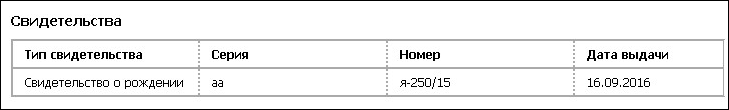 Свидетельства
Тип свидетельства Серия Номер Дата выдачи
Свидетельство о рождении аа я-250/15 16.09.2016